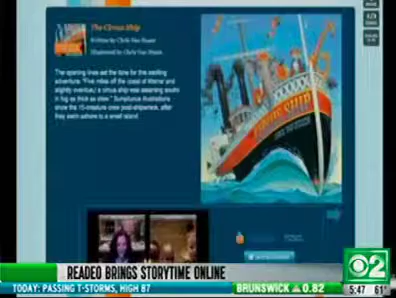 The Circus Ship
Written by Chris Van Dusen
Illustrated by Chris Van Dusen
The opening lines set the tone for this exciting
adventure: "Five miles off the coast of Maine/ and
slightly overdue,/ a circus ship was steaming south
in fog as thick as stew." Sumptuous illustrations
show the 15-creature crew post-shipwreck, after
they swim ashore to a small island
CIRCUS SHIP
READEO BRINGS STORYTIME ONLINE
2
TODAY: PASSING T-STORMS, HIGH 87
BRUNSWICK 0.82
5:47 61°